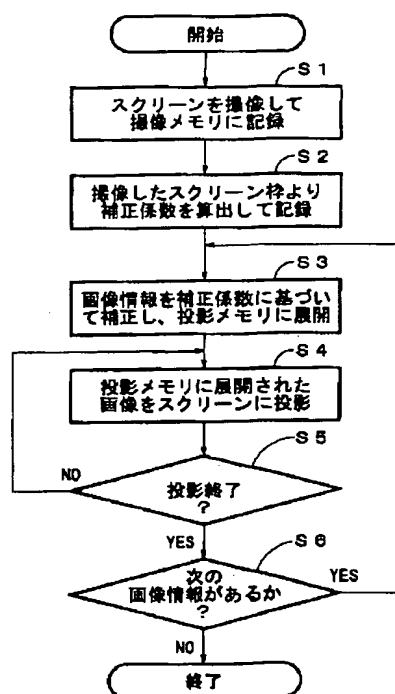 開始
S1
スクリーンを撮像して
撮像メモリに記録
S2
撮像したスクリーン枠より
補正係数を算出して記録
S3
画像情報を補正係数に基づい
て補正し、投影メモリに展開
S4
投影メモリに展開された
画像をスクリーンに投影
S5
NO
投影終了
?
YES
S6
次の
画像情報があるか
?
YES
NO
終了